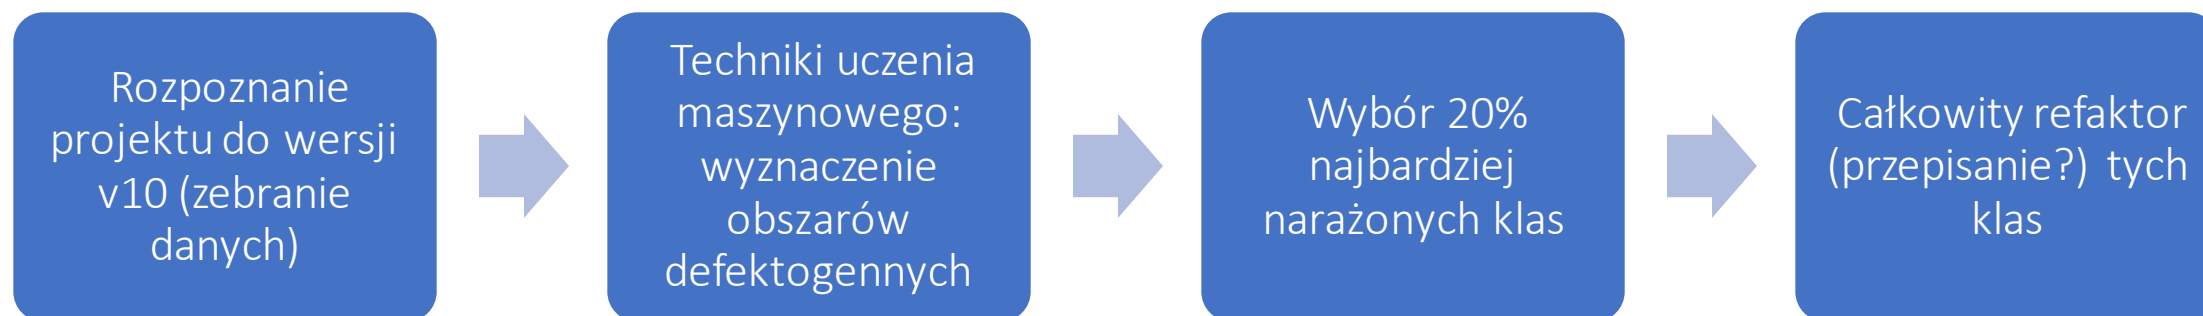 Rozpoznanie
projektu do wersji
v10 (zebranie
danych)
Techniki uczenia
maszynowego:
wyznaczenie
obszarów
defektogennych
Wybór 20%
najbardziej
narażonych klas
Całkowity refaktor
(przepisanie?) tych
klas